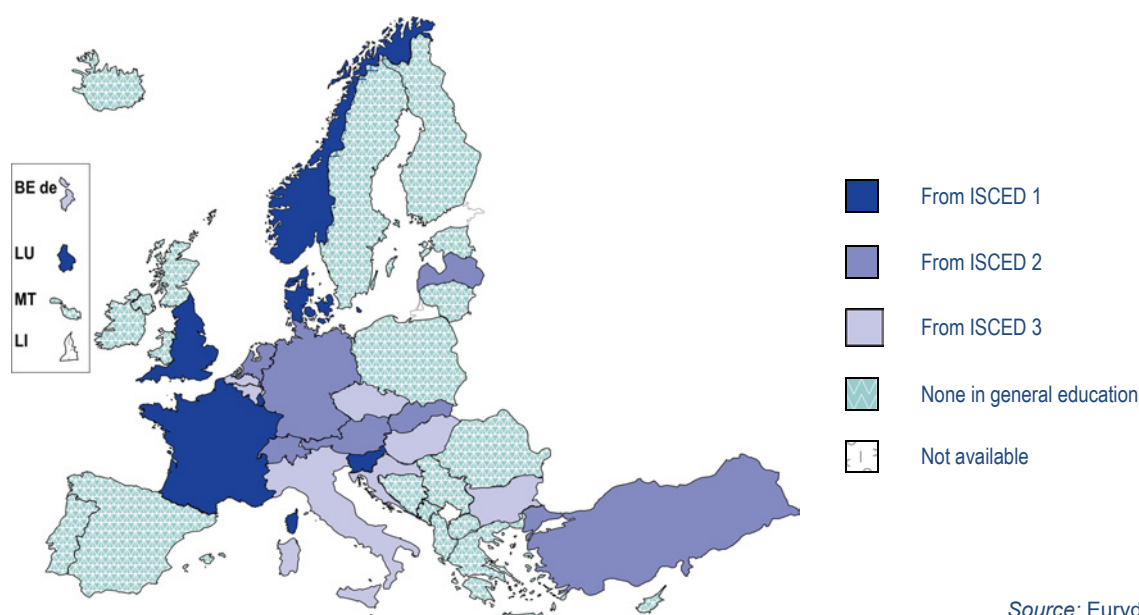 BE de
LU
MT
LI
From ISCED 1
From ISCED 2
From ISCED 3
None in general education
Not available
Source: Euryd